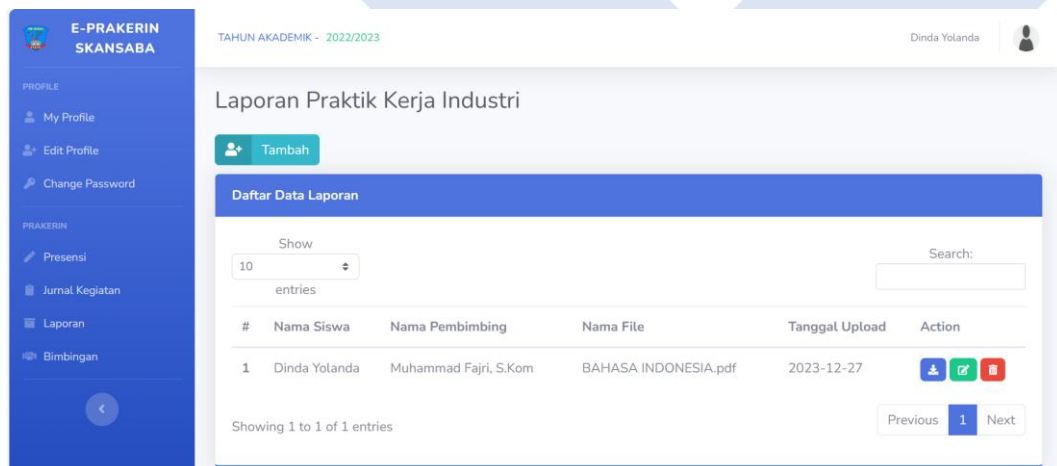 E-PRAKERIN
SKANSABA
TAHUN AKADEMIK - 2022/2023
Dinda Yolanda
PROFILE
My Profile
Edit Profile
Change Password
PRAKERIN
Presensi
Jurnal Kegiatan
Laporan
Bimbingan
Laporan Praktik Kerja Industri
Tambah
Daftar Data Laporan
Show
10
entries
Search:
# Nama Siswa Nama Pembimbing Nama File Tanggal Upload Action
1 Dinda Yolanda Muhammad Fajri, S.Kom BAHASA INDONESIA.pdf 2023-12-27
Showing 1 to 1 of 1 entries
Previous 1 Next